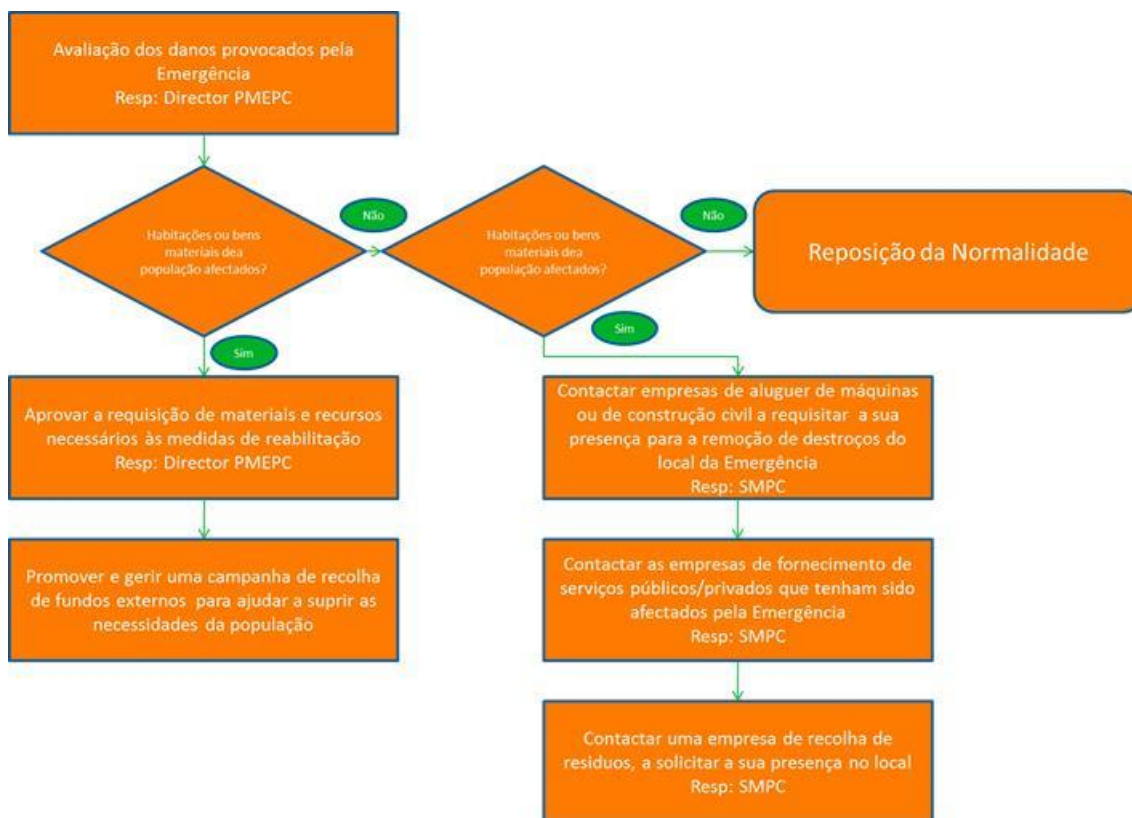 Avaliação dos danos provocados pela
Emergência
Resp: Director PMEPC
Habitações ou bens
materiais dea
população afectados?
Não
Habitações ou bens
materiais dea
população afectados?
Não
Reposição da Normalidade
Sim
Sim
Aprovar a requisição de materiais e recursos
necessários às medidas de reabilitação
Resp: Director PMEPC
Promover e gerir uma campanha de recolha
de fundos externos para ajudar a suprir as
necessidades da população
Contactar empresas de aluguer de máquinas
ou de construção civil a requisitar a sua
presença para a remoção de destroços do
local da Emergência
Resp: SMPC
Contactar as empresas de fornecimento de
serviços públicos/privados que tenham sido
afectados pela Emergência
Resp: SMPC
Contactar uma empresa de recolha de
residuos, a solicitar a sua presença no local
Resp: SMPC